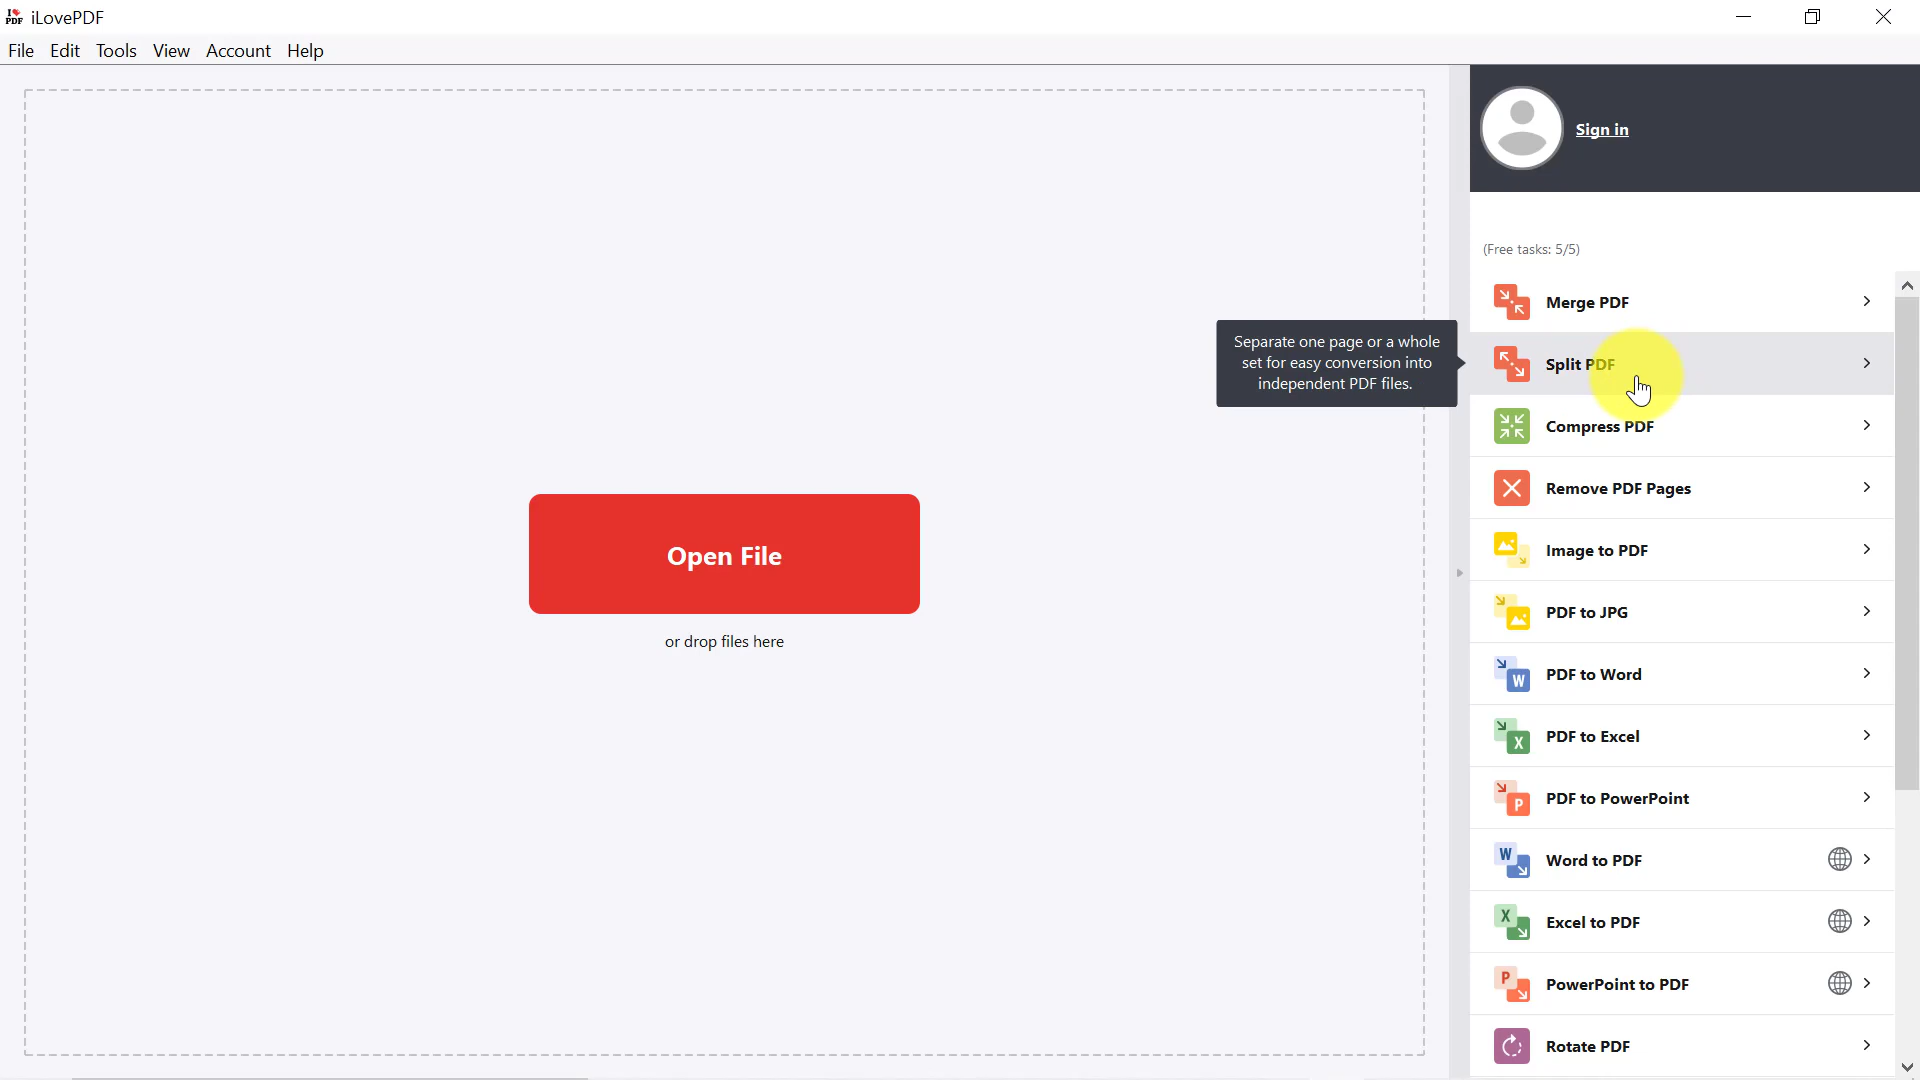 iLovePDF
File Edit Tools View Account Help
Sign in
(Free tasks: 5/5)
Merge PDF
Separate one page or a whole
set for easy conversion into
independent PDF files.
Split PDF
Compress PDF
Remove PDF Pages
Image to PDF
Open File
or drop files here
PDF to JPG
PDF to Word
PDF to Excel
PDF to PowerPoint
Word to PDF
Excel to PDF
PowerPoint to PDF
Rotate PDF